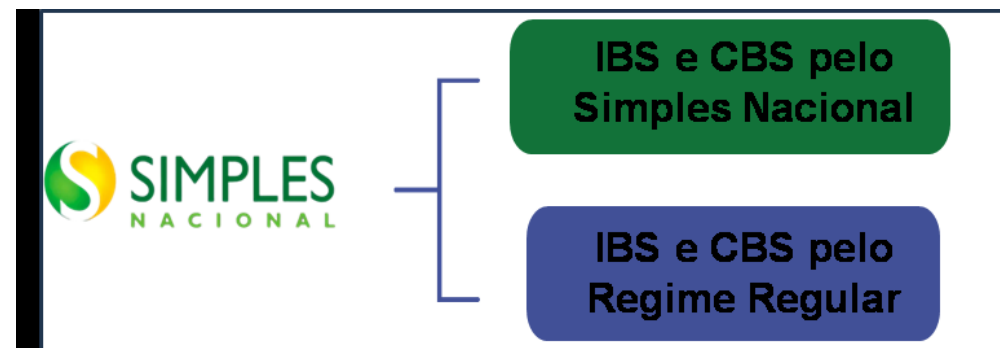 IBS e CBS pelo
Simples Nacional
SIMPLES
NACIONAL
IBS e CBS pelo
Regime Regular